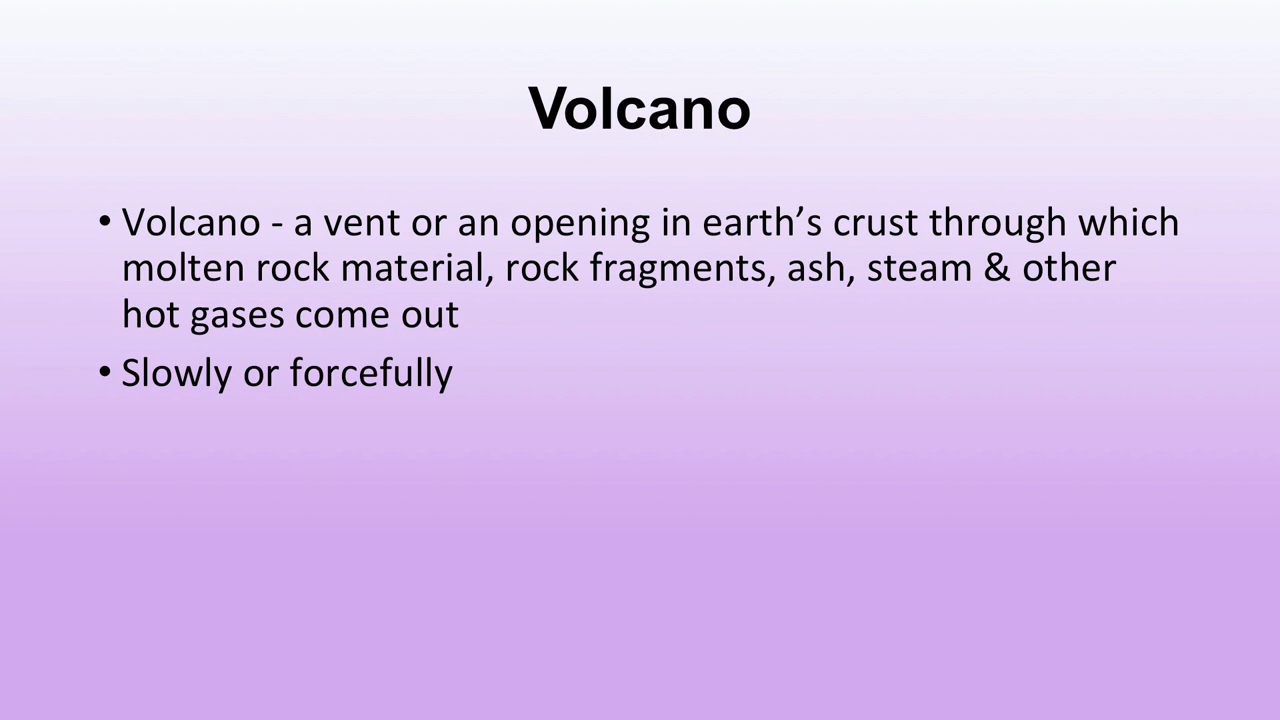 Volcano
• Volcano - a vent or an opening in earth’s crust through which
molten rock material, rock fragments, ash, steam & other
hot gases come out
• Slowly or forcefully